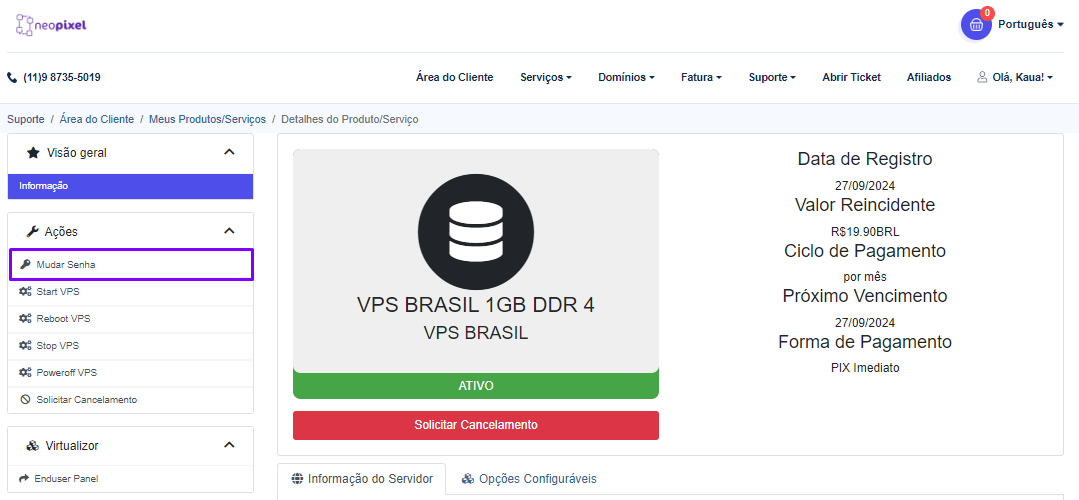 neopixel
0
Português
(11)9 8735-5019
Área do Cliente
Serviços
Domínios
Fatura
Suporte
Abrir Ticket
Afiliados
Olá, Kaua!
Suporte / Área do Cliente / Meus Produtos/Serviços / Detalhes do Produto/Serviço
Visão geral
Informação
Ações
Mudar Senha
Start VPS
Reboot VPS
Stop VPS
Poweroff VPS
Solicitar Cancelamento
Virtualizor
Enduser Panel
VPS BRASIL 1GB DDR 4
VPS BRASIL
ATIVO
Solicitar Cancelamento
Data de Registro
27/09/2024
Valor Reincidente
R$19.90BRL
Ciclo de Pagamento
por mês
Próximo Vencimento
27/09/2024
Forma de Pagamento
PIX Imediato
Informação do Servidor
Opções Configuráveis